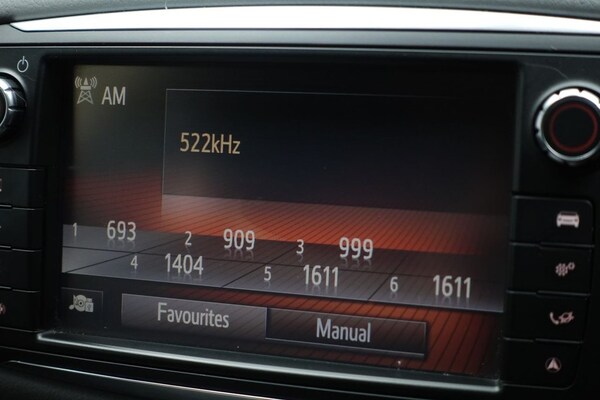 AM
522kHz
1 693 2 909 3 999
4 1404 5 1611 6 1611
Favourites Manual